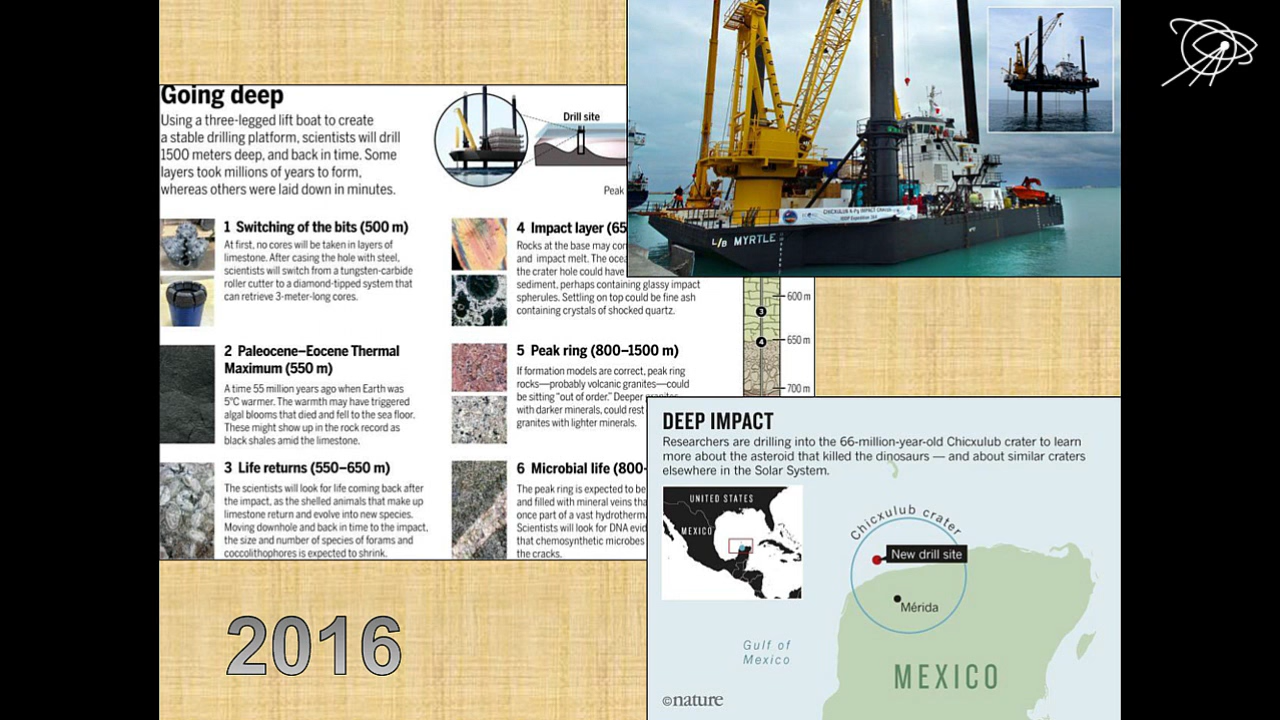 Going deep
Using a three-legged lift boat to create
a stable drilling platform, scientists will drill
1500 meters deep, and back in time. Some
layers took millions of years to form,
whereas others were laid down in minutes.
Drill site
Peak
1 Switching of the bits (500 m)
At first, no cores will be taken in layers of
limestone. After casing the hole with steel,
scientists will switch from a tungsten-carbide
roller cutter to a diamond-tipped system that
can retrieve 3-meter-long cores.
2 Paleocene–Eocene Thermal
Maximum (550 m)
A time 55 million years ago when Earth was
5°C warmer. The warmth may have triggered
algal blooms that died and fell to the sea floor.
These might show up in the rock record as
black shales amid the limestone.
3 Life returns (550–650 m)
The scientists will look for life coming back after
the impact, as the shelled animals that make up
limestone return and evolve into new species.
Moving downhole and back in time to the impact,
the size and number of species of forams and
coccolithophores is expected to shrink.
4 Impact layer (65
Rocks at the base may con
and impact melt. The ocea
the crater hole could have
sediment, perhaps containing glassy impact
spherules. Settling on top could be fine ash
containing crystals of shocked quartz.
5 Peak ring (800–1500 m)
If formation models are correct, peak ring
rocks—probably volcanic granites—could
be sitting "out of order." Deeper granites
with darker minerals, could rest
granites with lighter minerals.
6 Microbial life (800-
The peak ring is expected to be
and filled with mineral veins tha
once part of a vast hydrotherm
Scientists will look for DNA evid
that chemosynthetic microbes
the cracks.
3
4
600 m
650 m
700 m
CHICXULUB K-Pg IMPACT CRATER
IODP Expedition 364
L/B MYRTLE
DEEP IMPACT
Researchers are drilling into the 66-million-year-old Chicxulub crater to learn
more about the asteroid that killed the dinosaurs — and about similar craters
elsewhere in the Solar System.
UNITED STATES
MEXICO
Chicxulub crater
New drill site
Mérida
Gulf of
Mexico
MEXICO
©nature
2016